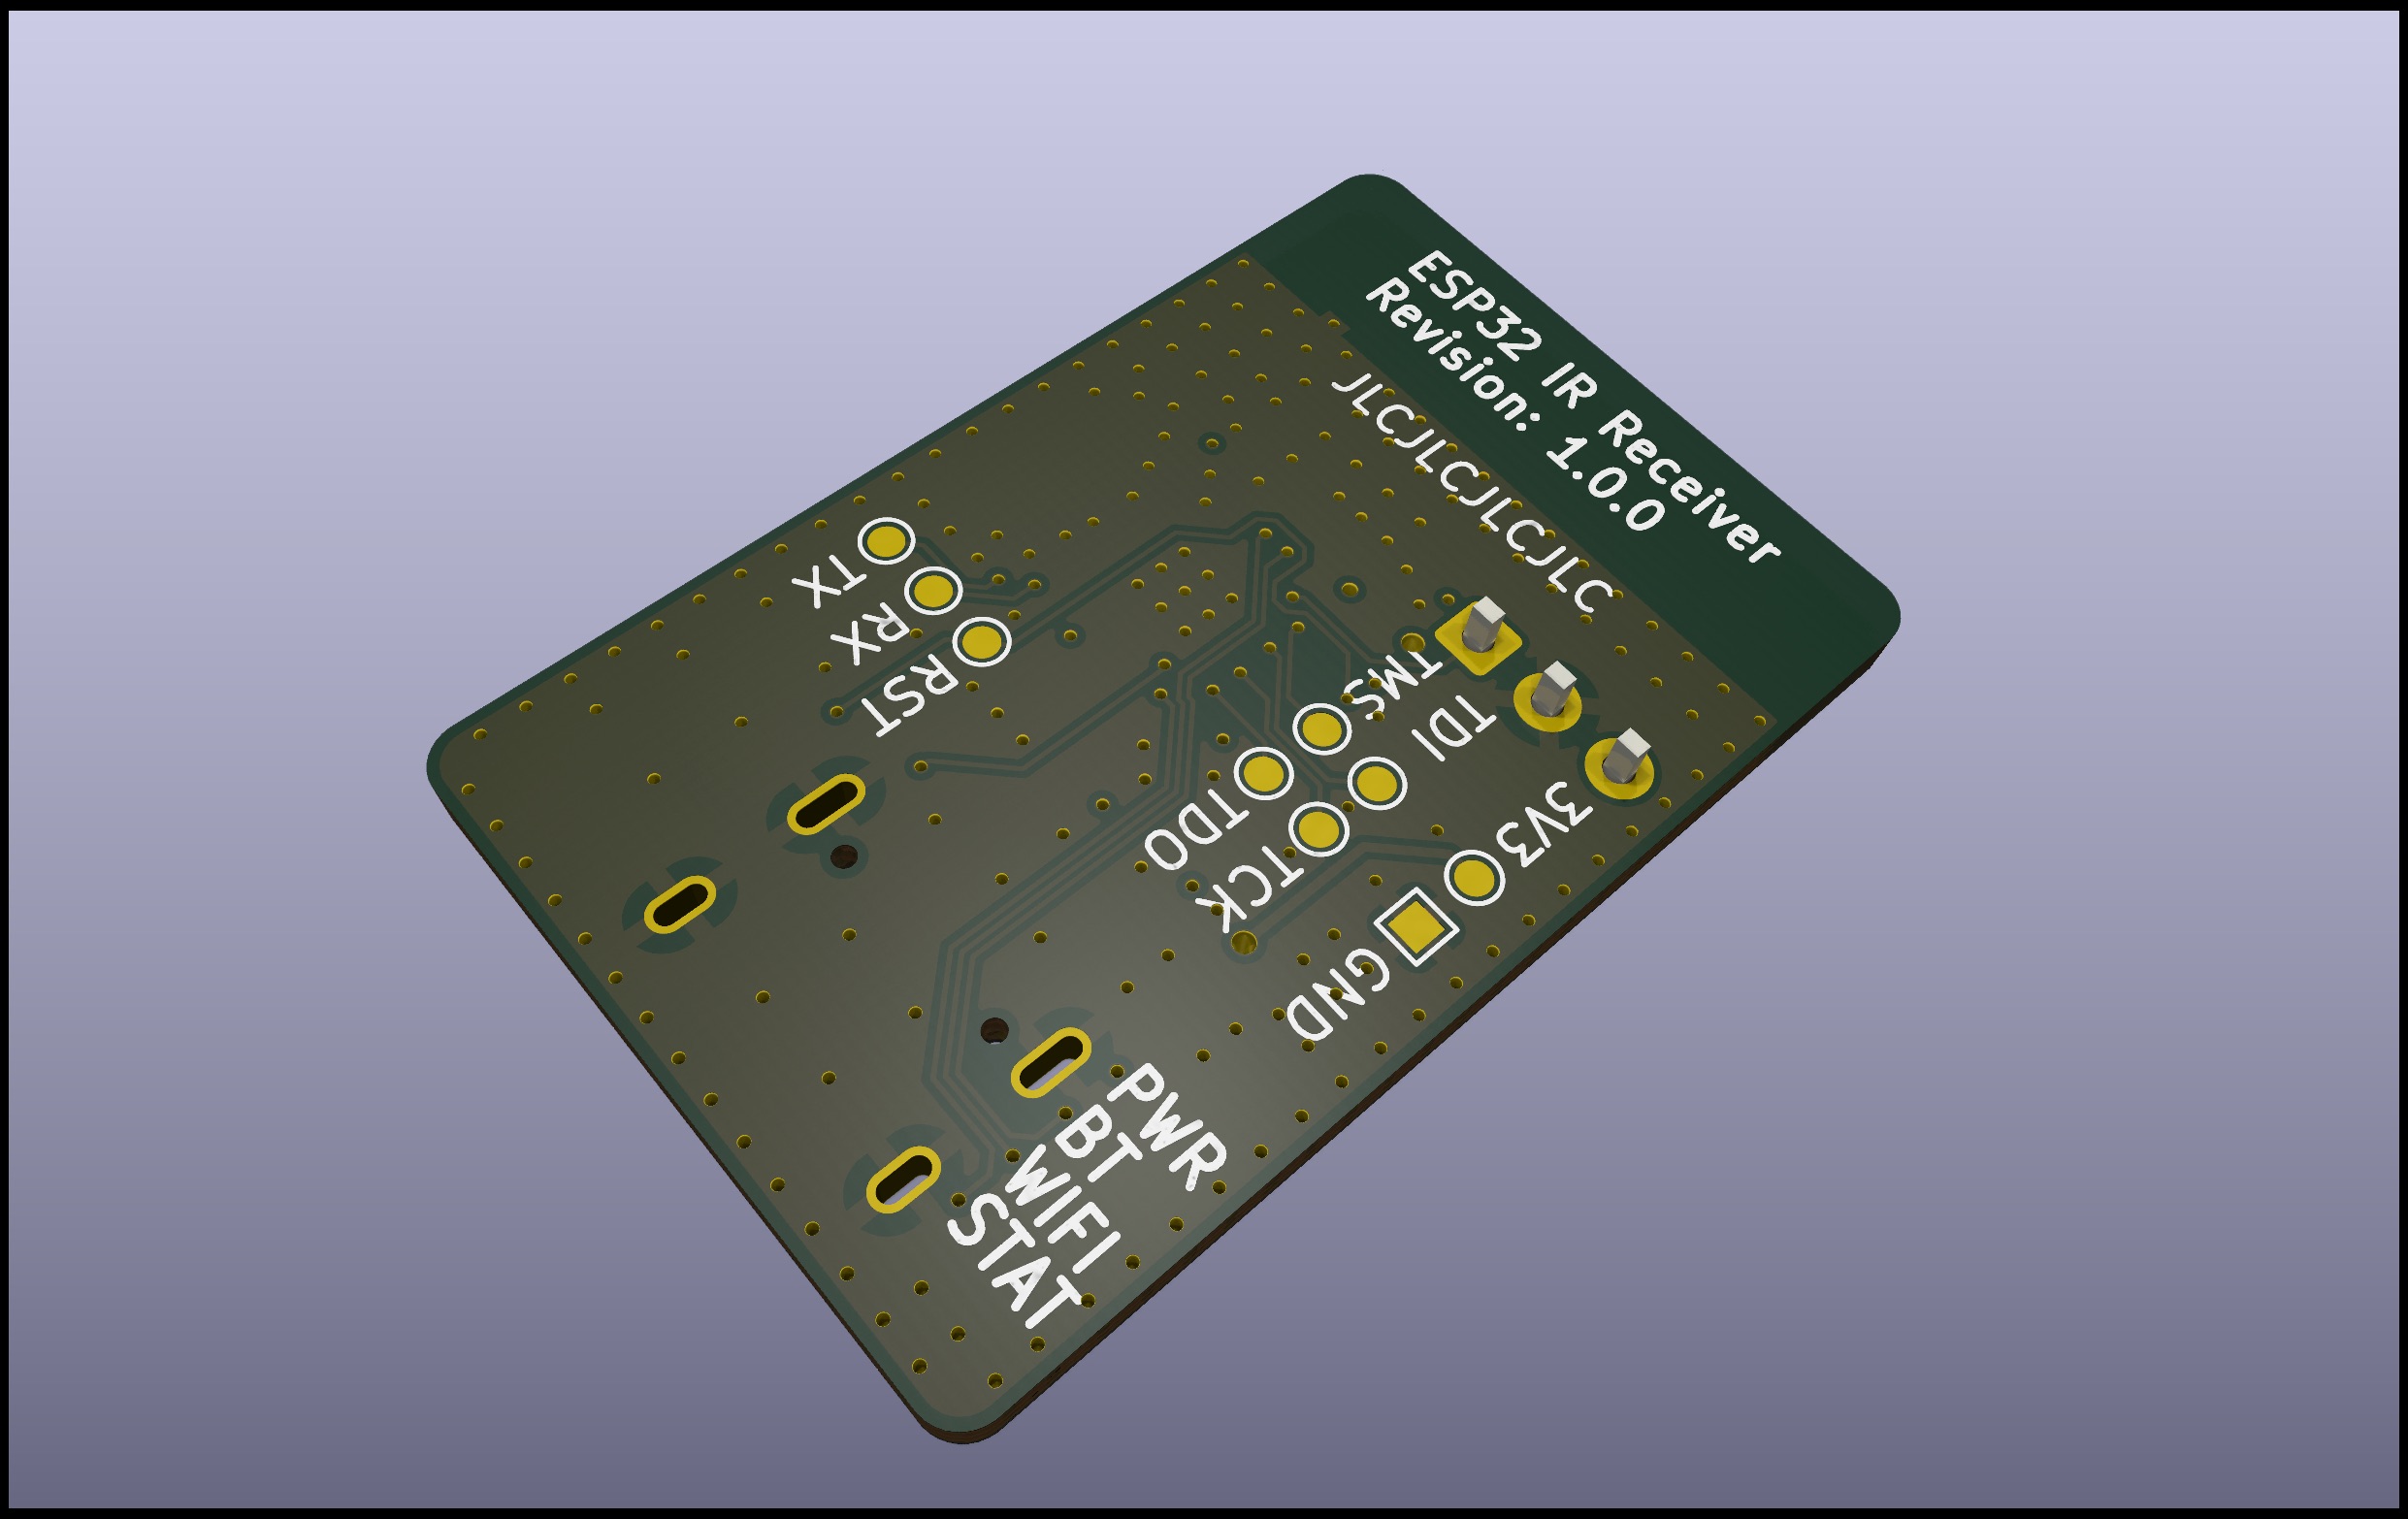 ESP32 IR Receiver
Revision: 1.0.0
JLCJLCJLCJLC
TX
RX
RST
TMS
TDI
TDO
TCK
3V3
GND
PWR
BT
WIFI
STAT